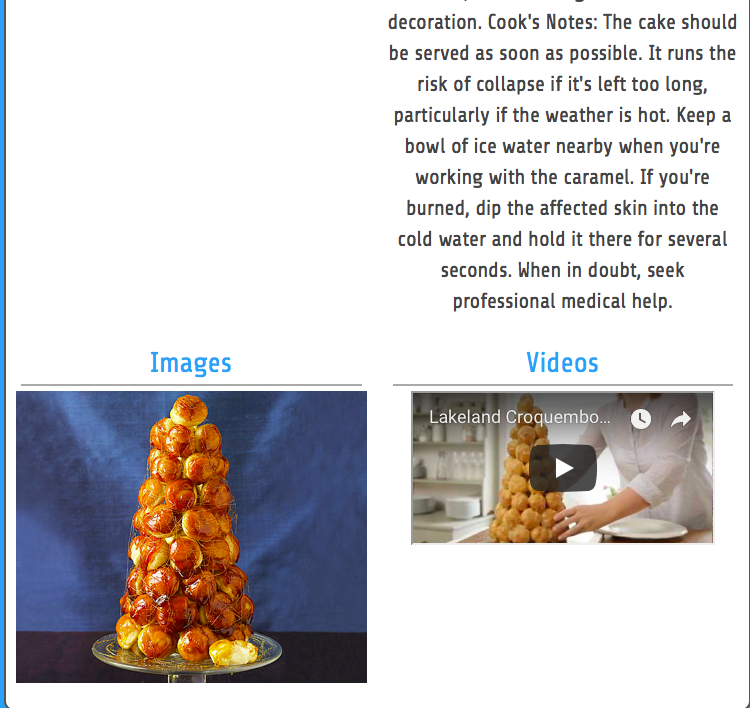 decoration. Cook's Notes: The cake should
be served as soon as possible. It runs the
risk of collapse if it's left too long,
particularly if the weather is hot. Keep a
bowl of ice water nearby when you're
working with the caramel. If you're
burned, dip the affected skin into the
cold water and hold it there for several
seconds. When in doubt, seek
professional medical help.
Images
Videos
Lakeland Croquembo...